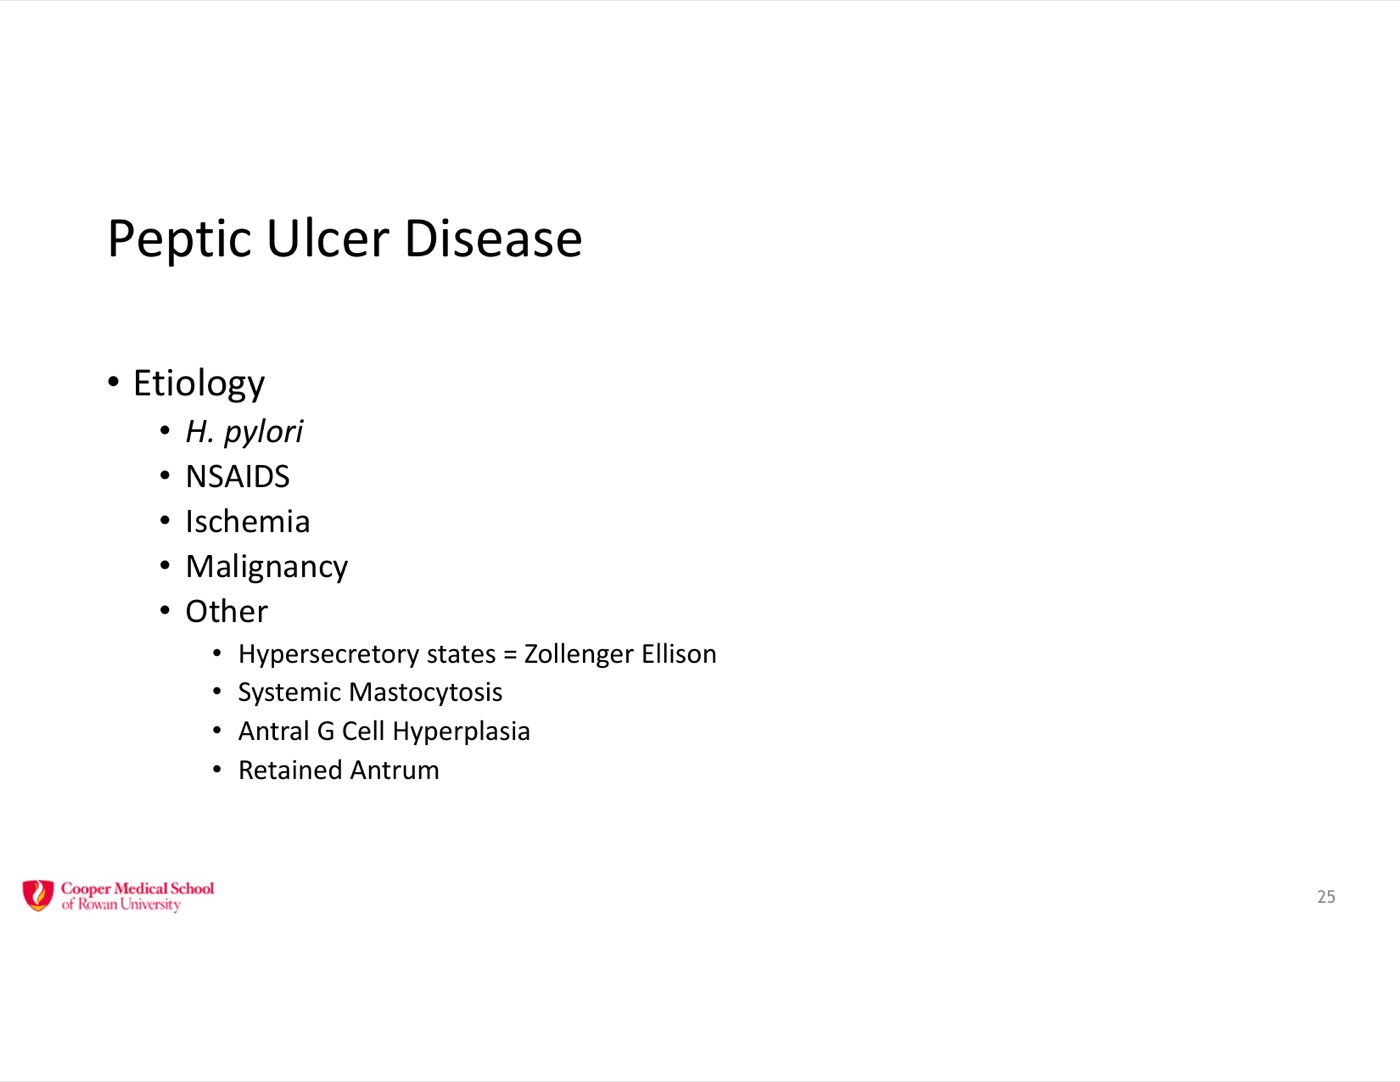 Peptic Ulcer Disease
• Etiology
• H. pylori
• NSAIDS
• Ischemia
• Malignancy
• Other
• Hypersecretory states = Zollenger Ellison
• Systemic Mastocytosis
• Antral G Cell Hyperplasia
• Retained Antrum
Cooper Medical School
of Rowan University
25